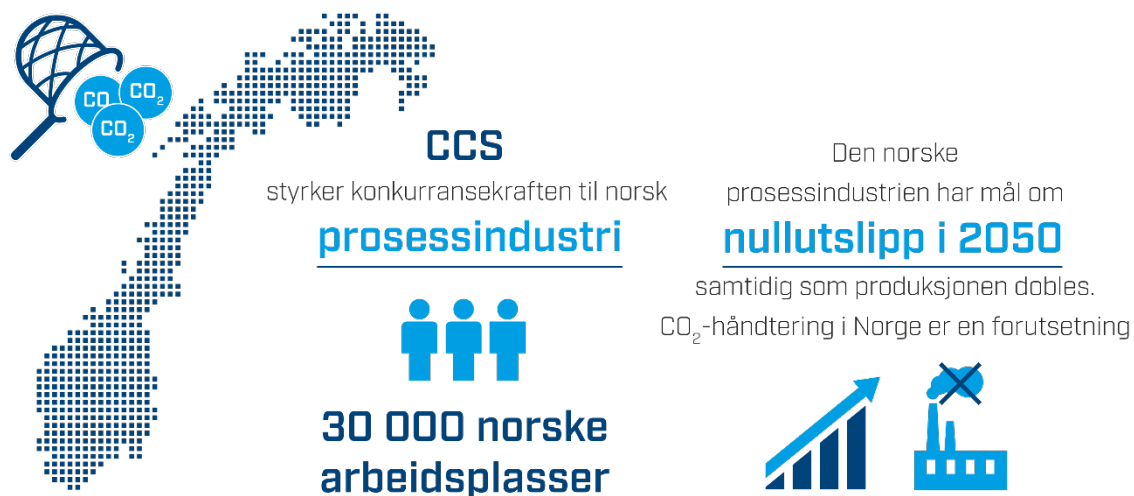 CO
CO₂
CO₂
CCS
styrker konkurransekraften til norsk
prosessindustri
30 000 norske
arbeidsplasser
Den norske
prosessindustrien har mål om
nullutslipp i 2050
samtidig som produksjonen dobles.
CO₂-håndtering i Norge er en forutsetning